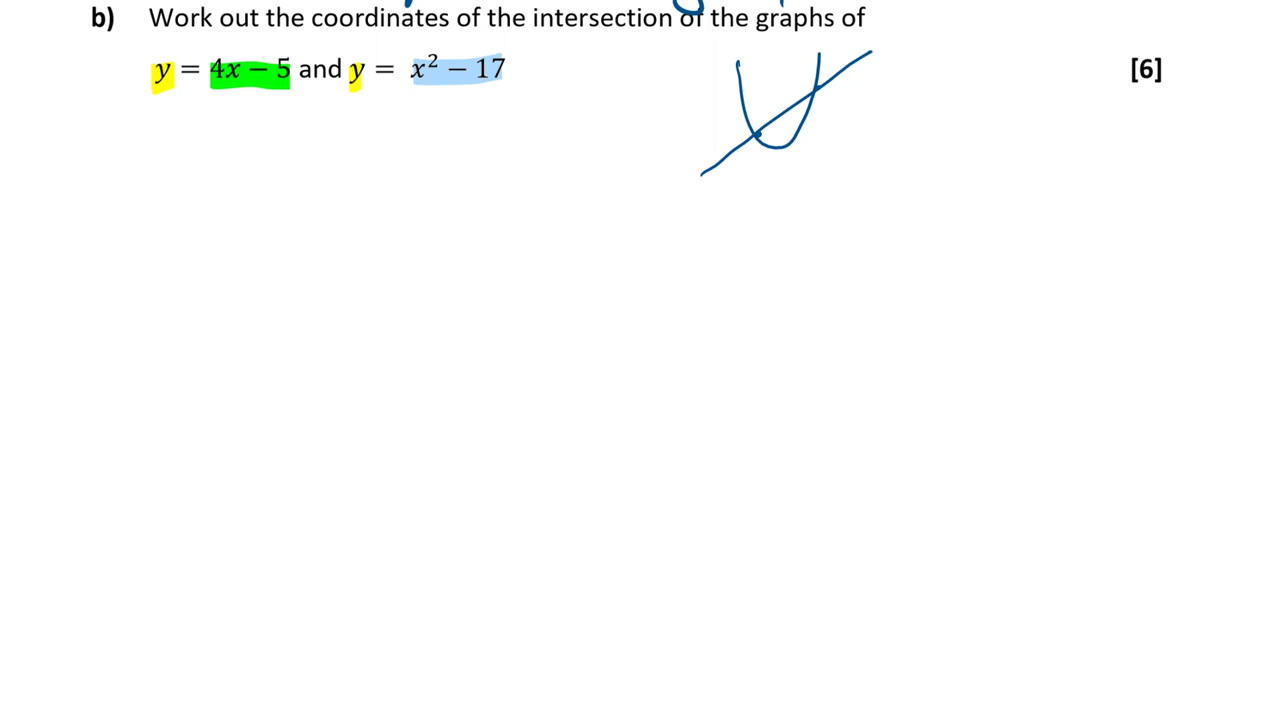 b) Work out the coordinates of the intersection of the graphs of
y = 4x − 5 and y = x² − 17 [6]